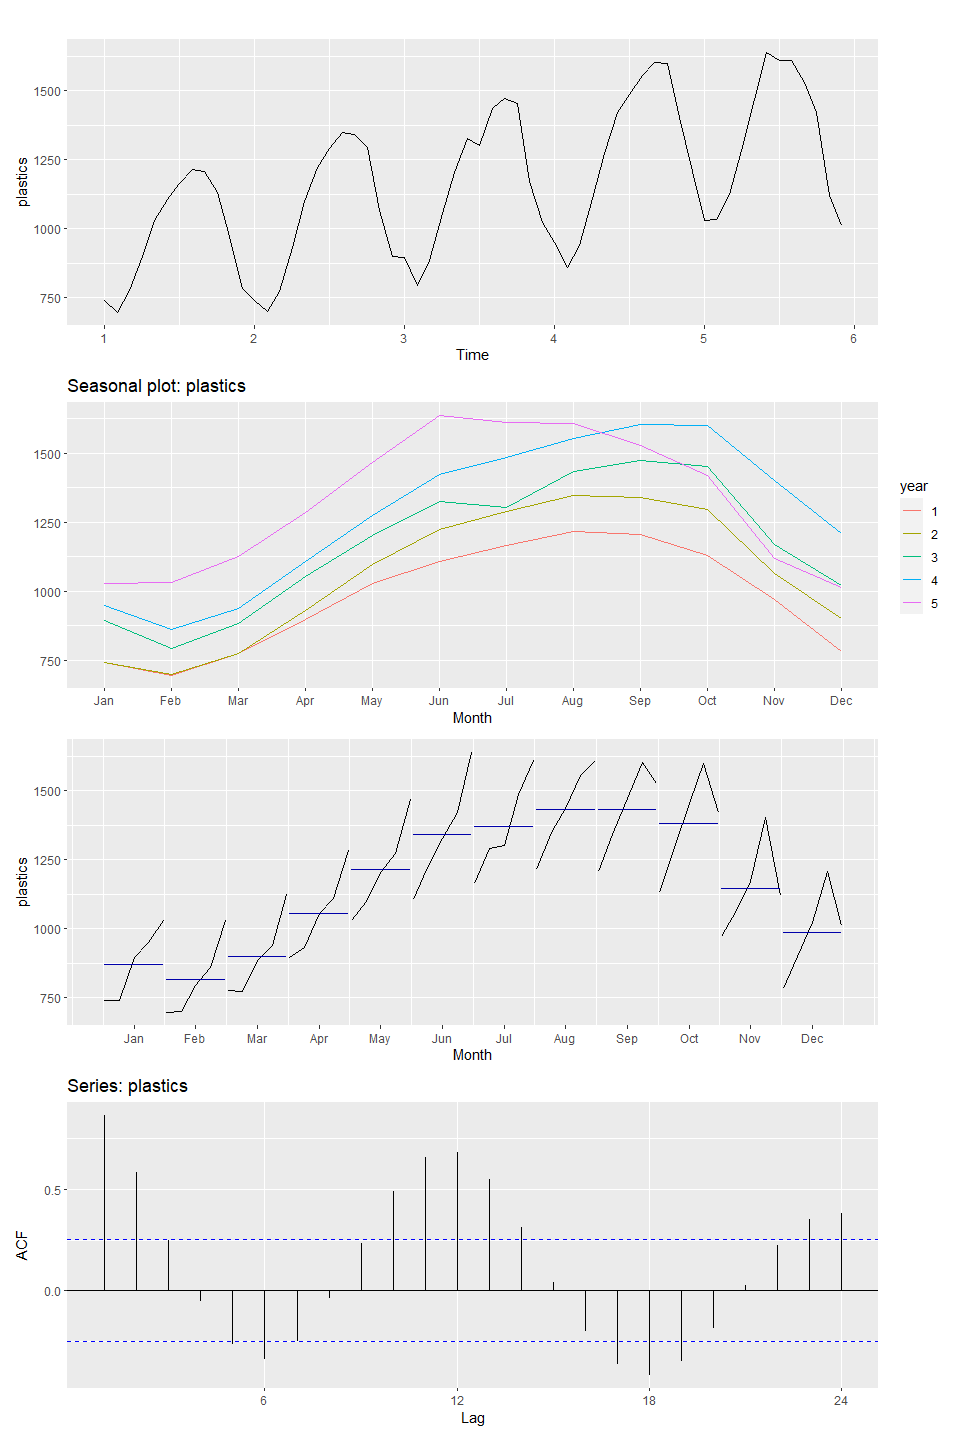 1500
1250
1000
750
plastics
1 2 3 4 5 6
Time
Seasonal plot: plastics
1500
1250
1000
750
Jan Feb Mar Apr May Jun Jul Aug Sep Oct Nov Dec
Month
year
1
2
3
4
5
1500
1250
1000
750
plastics
Jan Feb Mar Apr May Jun Jul Aug Sep Oct Nov Dec
Month
Series: plastics
0.5
0.0
ACF
6 12 18 24
Lag